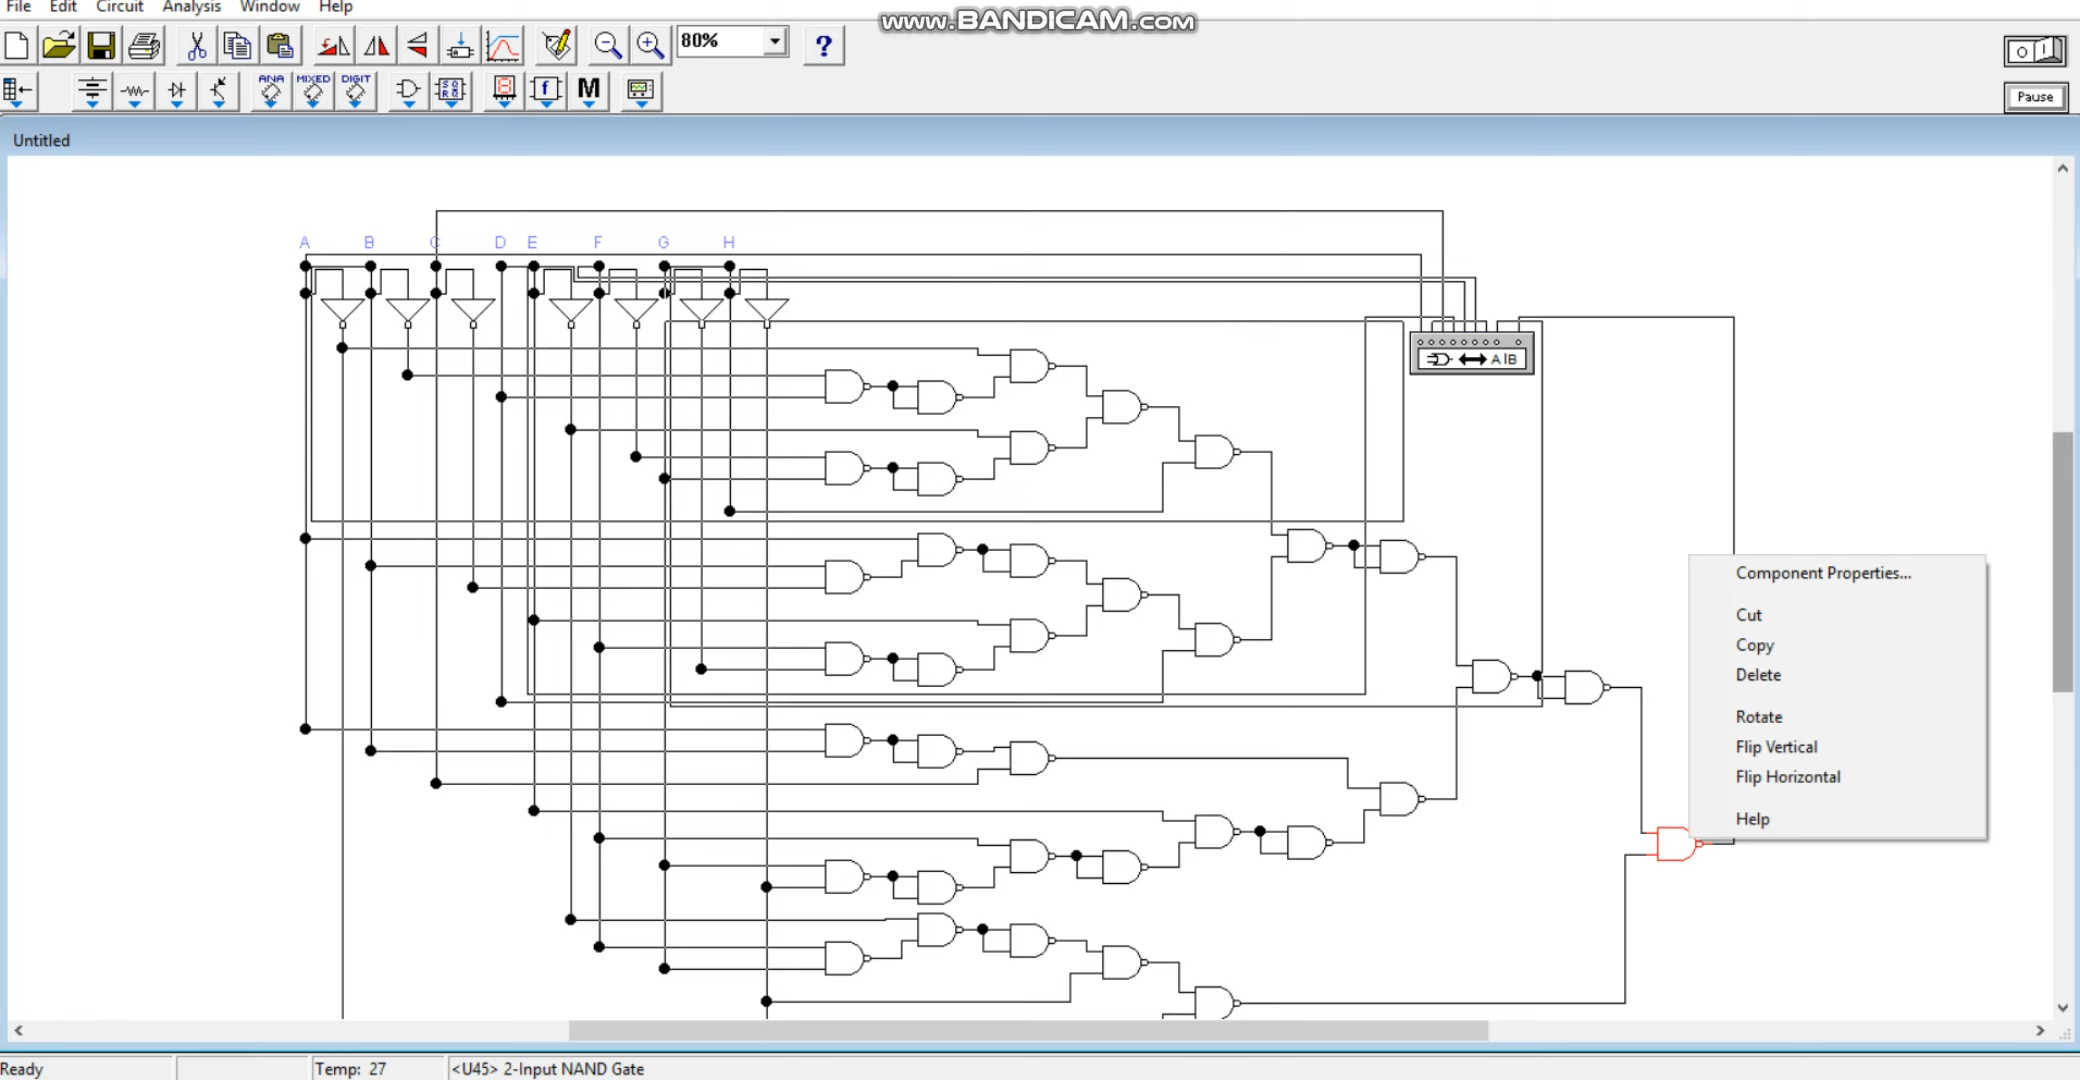 File Edit Circuit Analysis Window Help
www.BANDICAM.com
80%
?
ANA MIXED DIGIT
f
M
Pause
Untitled
A B C D E F G H
A|B
Component Properties...
Cut
Copy
Delete
Rotate
Flip Vertical
Flip Horizontal
Help
Ready
Temp: 27
<U45> 2-Input NAND Gate